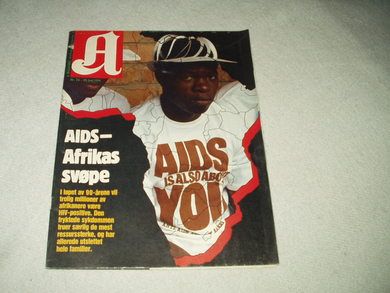 A
AIDS—
Afrikas
svøpe
I løpet av 90-årene vil
trolig millioner av
afrikanere være
HIV-positive. Den
fryktede sykdommen
truer særlig de mest
ressurssterke, og har
allerede utslettet
hele familier.
AIDS
IS ALSO ABOUT
YOU